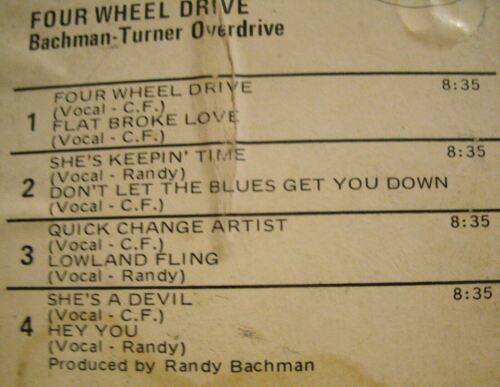 FOUR WHEEL DRIVE
Bachman-Turner Overdrive
1 FOUR WHEEL DRIVE 8:35
(Vocal - C.F.)
FLAT BROKE LOVE
(Vocal - C.F.)
2 SHE'S KEEPIN' TIME 8:35
(Vocal - Randy)
DON'T LET THE BLUES GET YOU DOWN
(Vocal - C.F.)
3 QUICK CHANGE ARTIST 8:35
(Vocal - C.F.)
LOWLAND FLING
(Vocal - Randy)
4 SHE'S A DEVIL 8:35
(Vocal - C.F.)
HEY YOU
(Vocal - Randy)
Produced by Randy Bachman